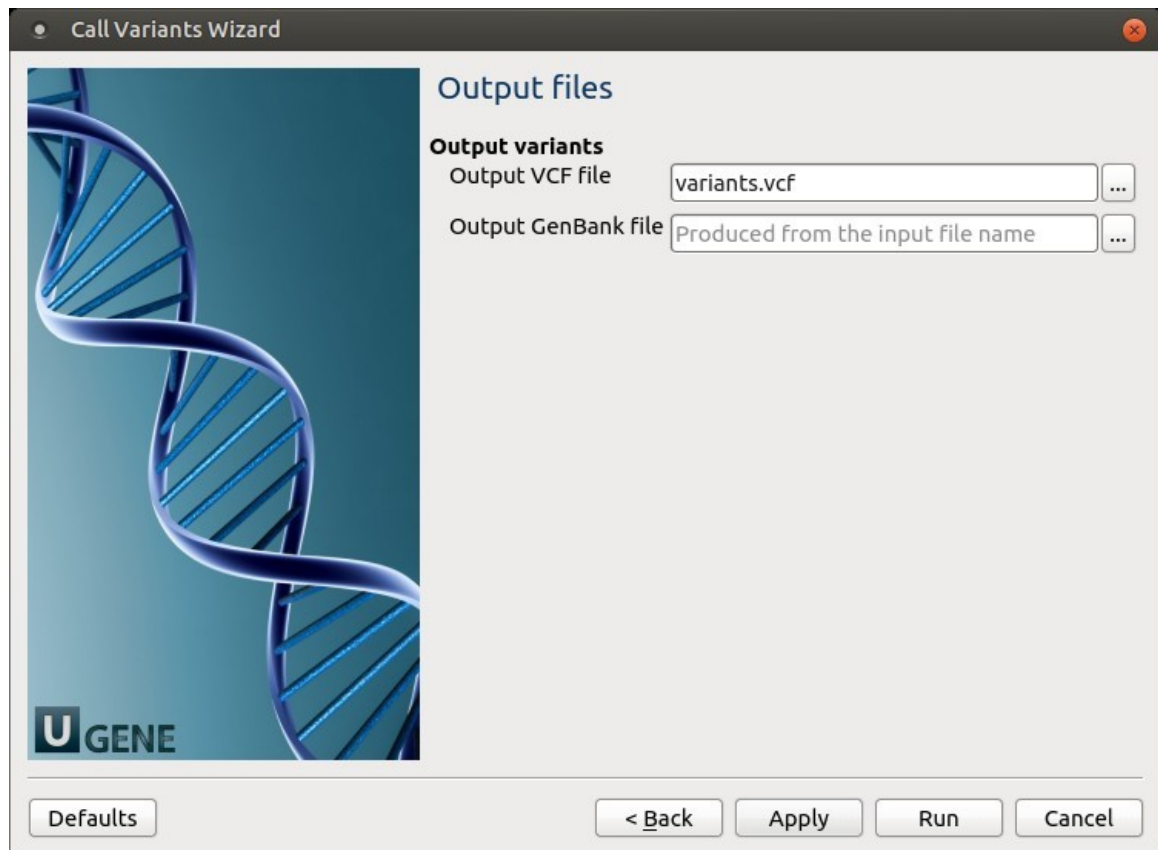 Call Variants Wizard
Output files
Output variants
Output VCF file
variants.vcf
...
Output GenBank file
Produced from the input file name
...
U GENE
Defaults
< Back
Apply
Run
Cancel